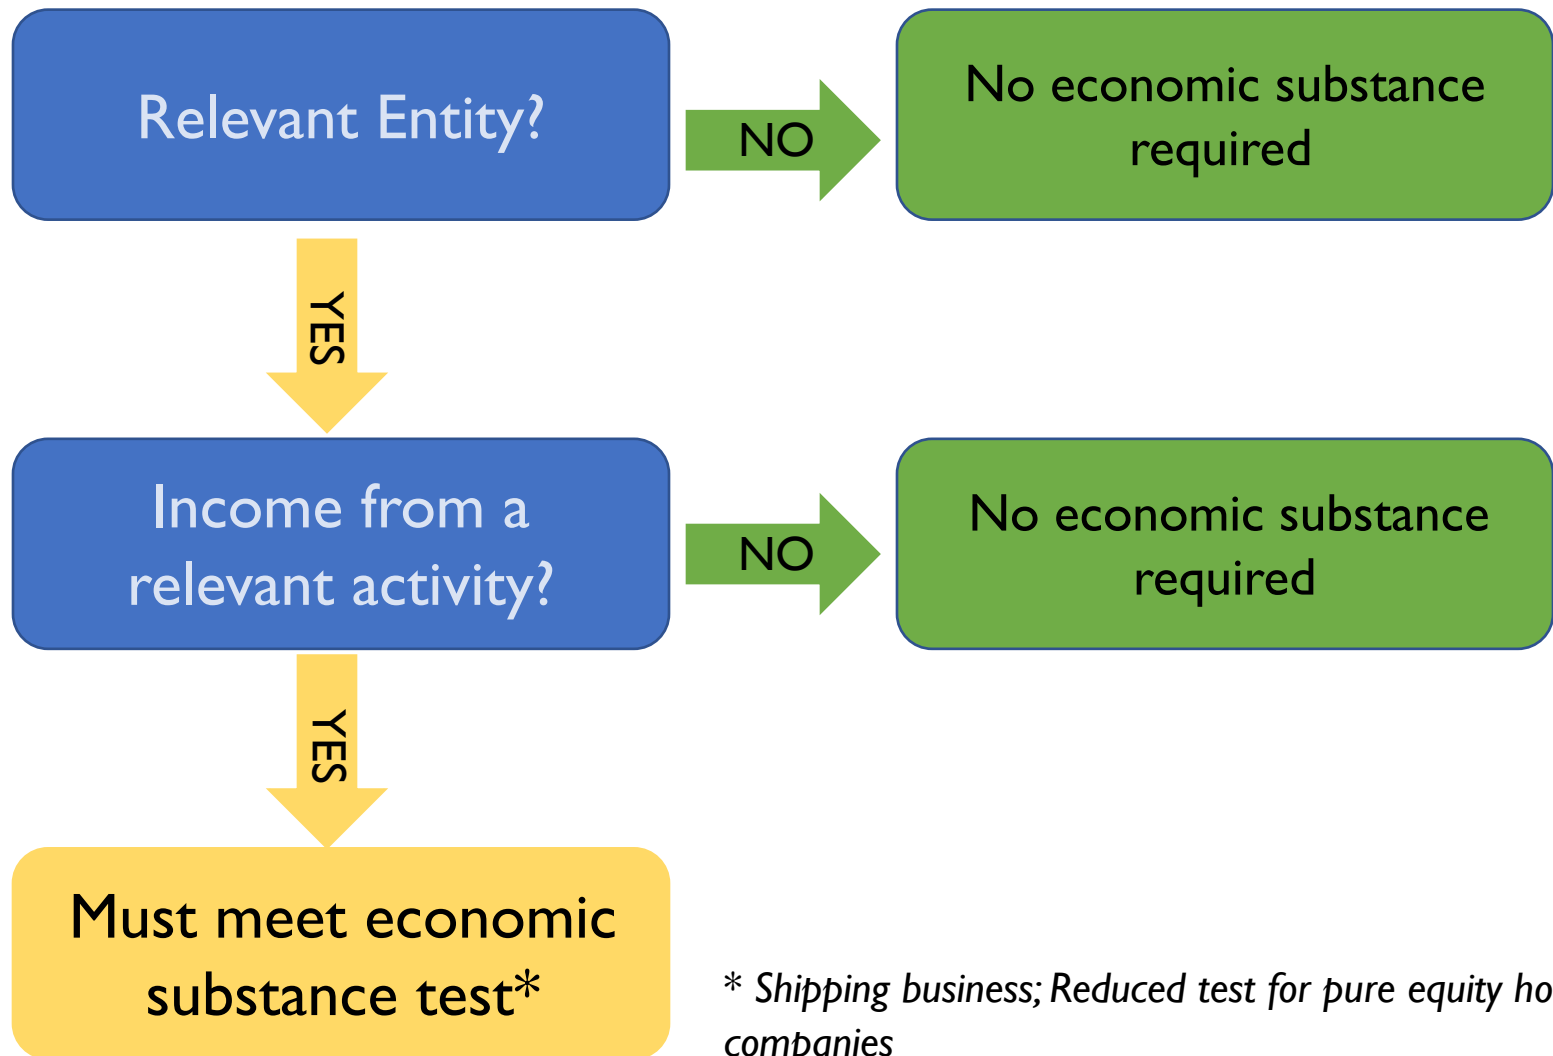 Relevant Entity?
NO
No economic substance
required
YES
Income from a
relevant activity?
NO
No economic substance
required
YES
Must meet economic
substance test*
* Shipping business; Reduced test for pure equity
companies